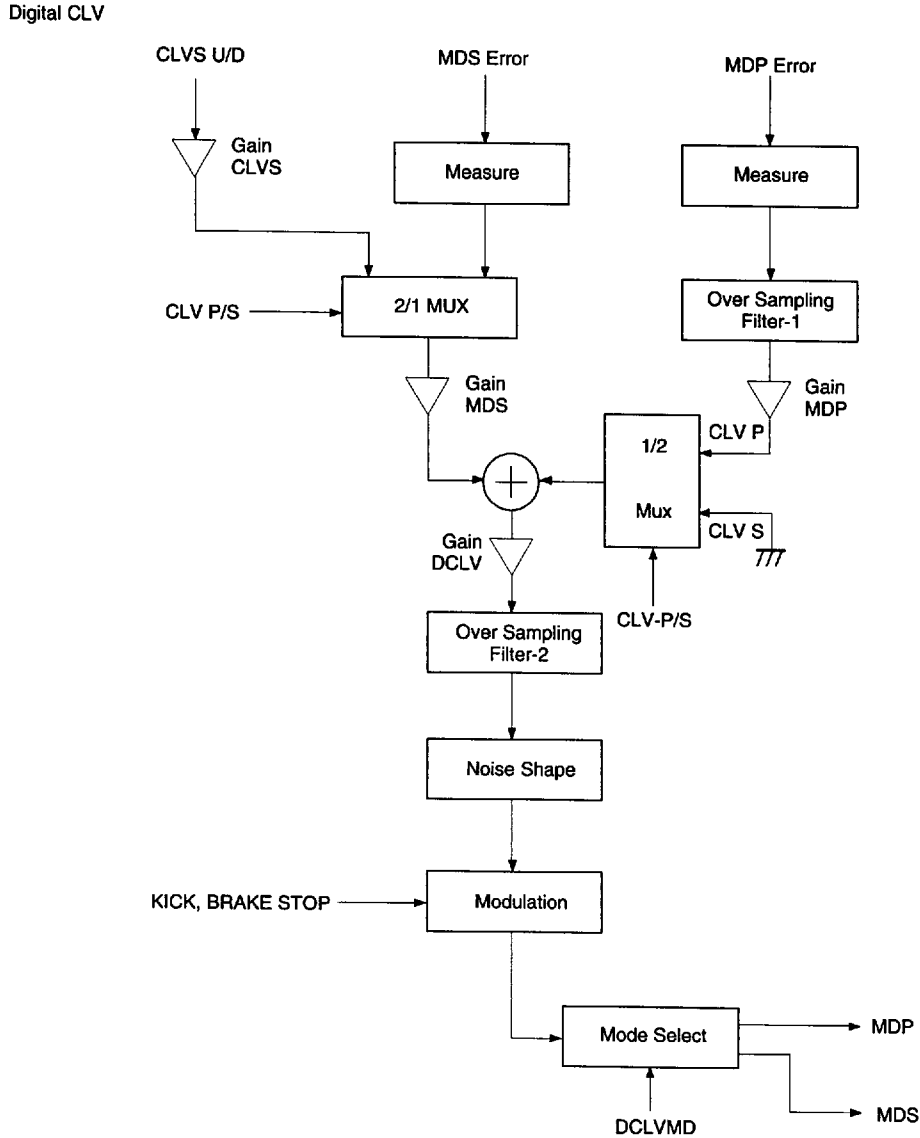 Digital CLV
CLVS U/D
MDS Error
MDP Error
Gain
CLVS
Measure
Measure
2/1 MUX
Over Sampling
Filter-1
CLV P/S
Gain
MDS
Gain
MDP
1/2
Mux
CLV P
CLV S
Gain
DCLV
CLV-P/S
Over Sampling
Filter-2
Noise Shape
KICK, BRAKE STOP
Modulation
Mode Select
MDP
MDS
DCLVMD